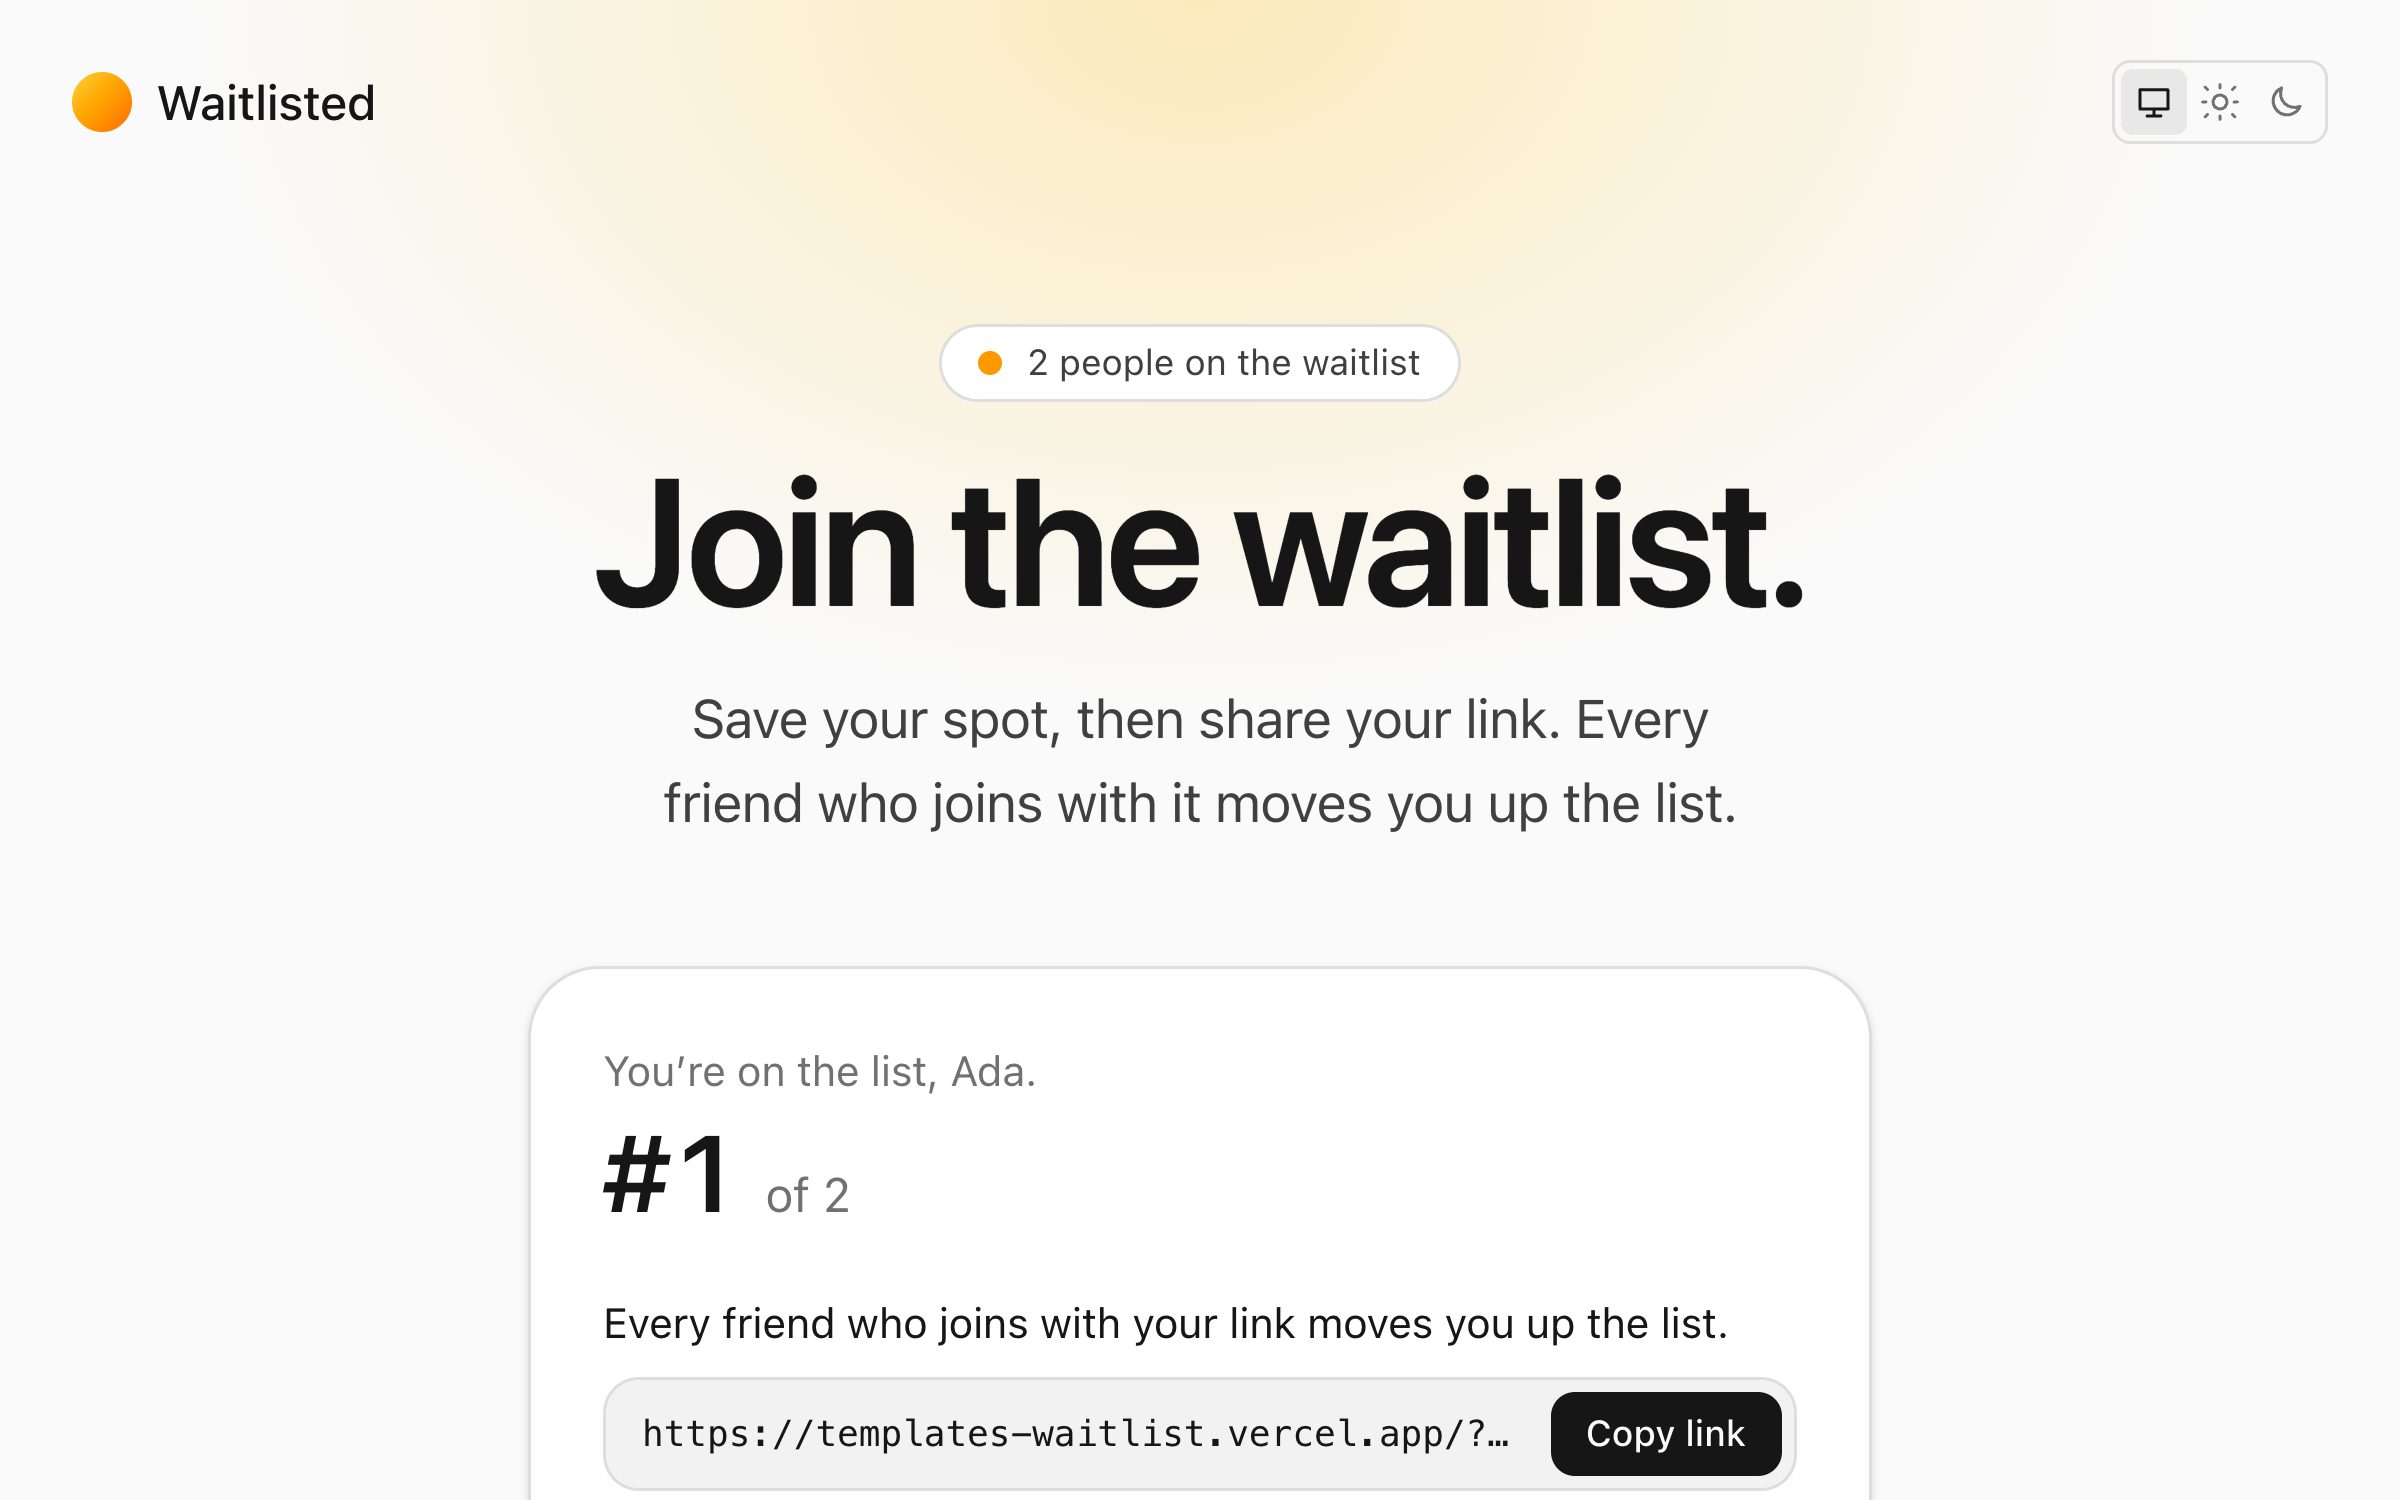 Waitlisted
2 people on the waitlist
Join the waitlist.
Save your spot, then share your link. Every
friend who joins with it moves you up the list.
You’re on the list, Ada.
#1 of 2
Every friend who joins with your link moves you up the list.
https://templates-waitlist.vercel.app/?…
Copy link